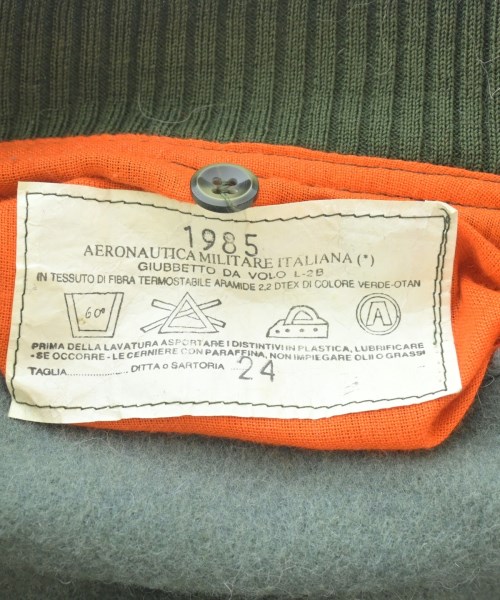 1985
AERONAUTICA MILITARE ITALIANA (*)
GIUBBETTO DA VOLO L-2B
IN TESSUTO DI FIBRA TERMOSTABILE ARAMIDE 2,2 DTEX DI COLORE VERDE-OTAN
60° A
PRIMA DELLA LAVATURA ASPORTARE I DISTINTIVI IN PLASTICA, LUBRIFICARE
-SE OCCORRE- LE CERNIERE CON PARAFFINA, NON IMPIEGARE OLII O GRASSI
TAGLIA........... DITTA o SARTORIA 24